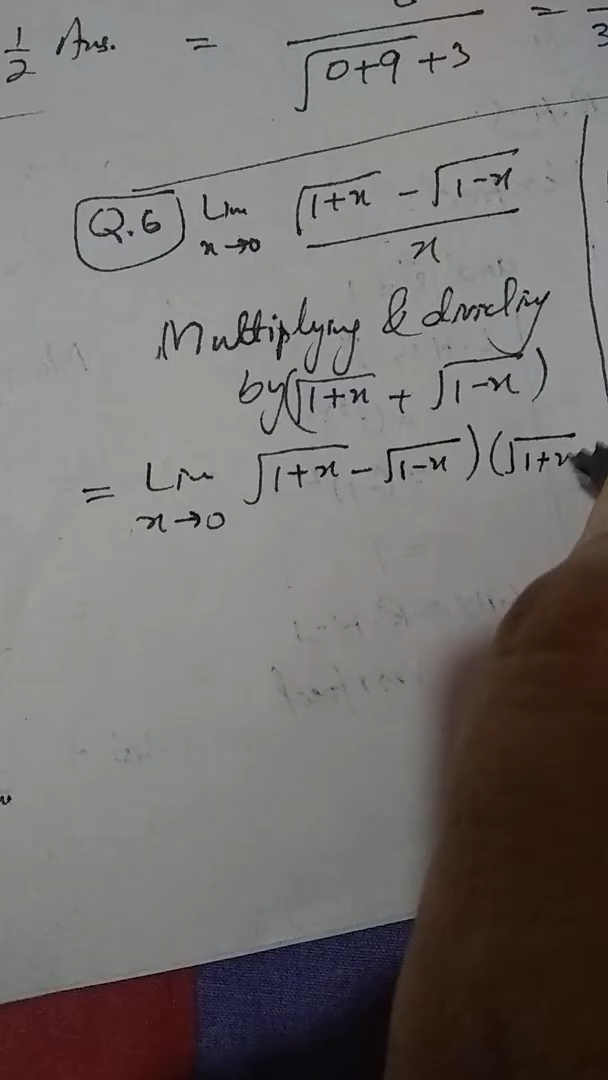 1/2 Ans. = /(√(0+9) + 3) = /3
Q.6 Lim x→0 (√(1+x) − √(1−x))/x
Multiplying & dividing
by (√(1+x) + √(1−x))
= Lim x→0 √(1+x) − √(1−x)) (√(1+x